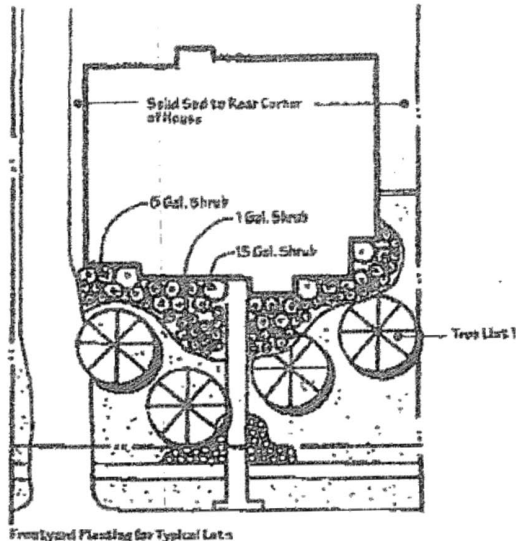 Solid Sod to Rear Corner
of House
5 Gal. Shrub
1 Gal. Shrub
15 Gal. Shrub
Tree List 1
Frontyard Planting for Typical Lots